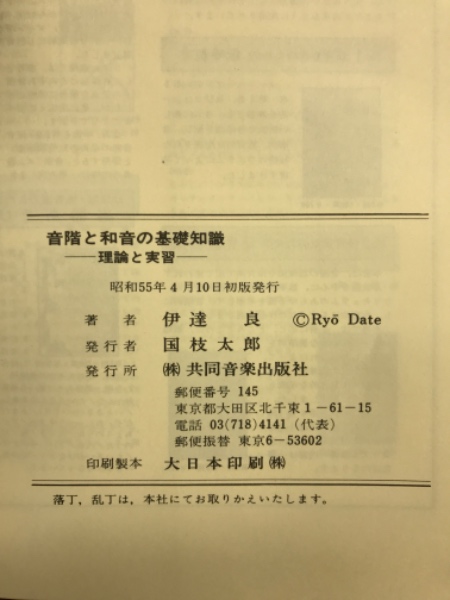 音階と和音の基礎知識
——理論と実習——
昭和55年4月10日初版発行
著者 伊達良 ©Ryō Date
発行者 国枝太郎
発行所 ㈱共同音楽出版社
郵便番号 145
東京都大田区北千束1-61-15
電話 03(718)4141(代表)
郵便振替 東京6-53602
印刷製本 大日本印刷㈱
落丁,乱丁は,本社にてお取りかえいたします。